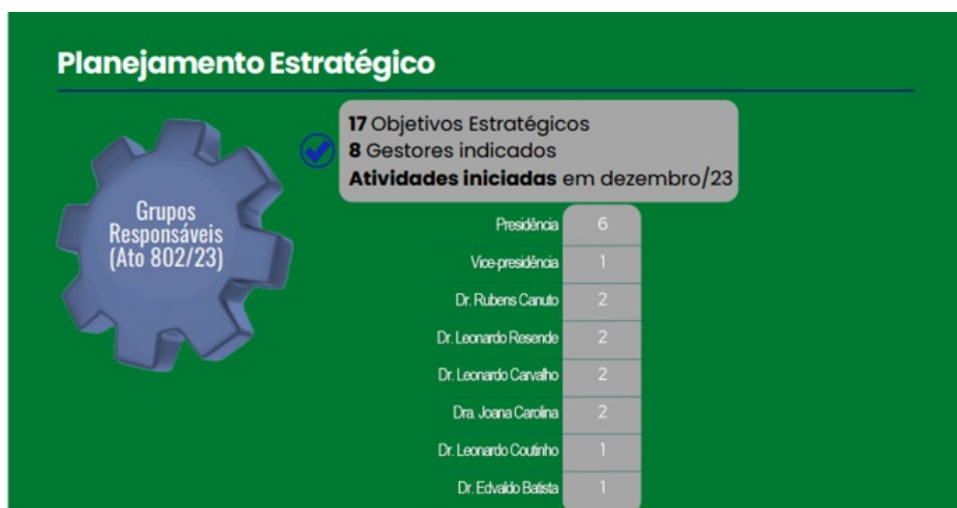 Planejamento Estratégico
17 Objetivos Estratégicos
8 Gestores indicados
Atividades iniciadas em dezembro/23
Grupos
Responsáveis
(Ato 802/23)
Presidência 6
Vice-presidência 1
Dr. Rubens Canuto 2
Dr. Leonardo Resende 2
Dr. Leonardo Carvalho 2
Dra. Joana Carolina 2
Dr. Leonardo Coutinho 1
Dr. Edvaldo Batista 1